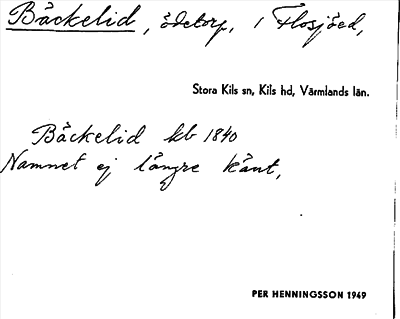 Bäckelid, ödetorp, i Flosjöed,
Stora Kils sn, Kils hd, Värmlands län.
Bäckelid kb 1840
Namnet ej längre känt,
PER HENNINGSSON 1949